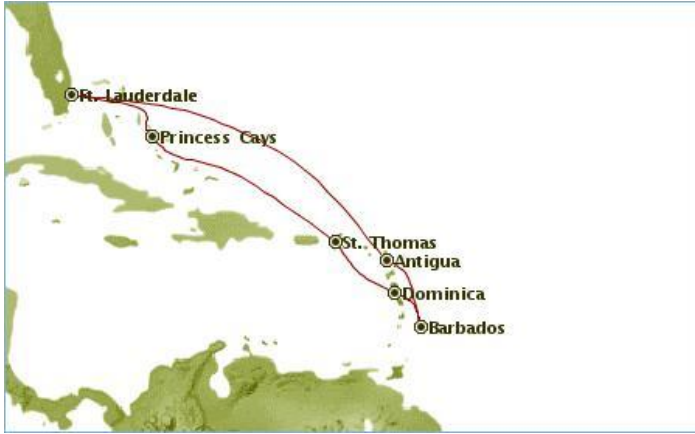 Ft. Lauderdale
Princess Cays
St. Thomas
Antigua
Dominica
Barbados